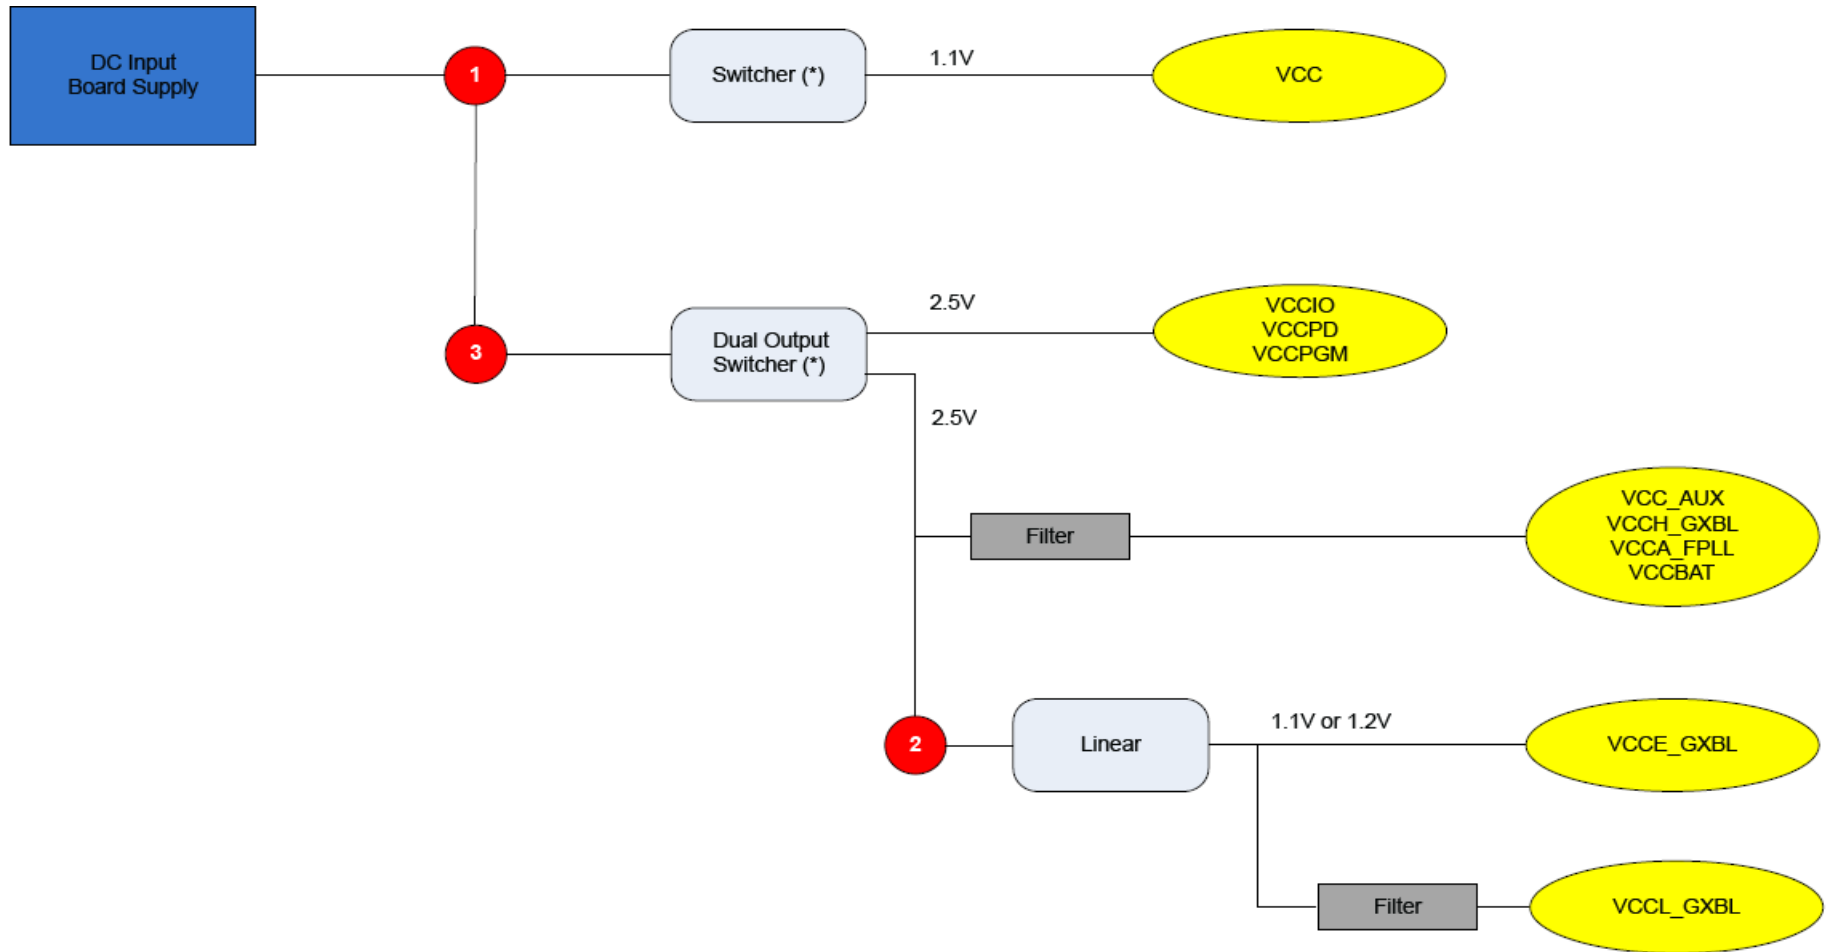 DC Input
Board Supply
1
Switcher (*)
1.1V
VCC
3
Dual Output
Switcher (*)
2.5V
VCCIO
VCCPD
VCCPGM
2.5V
Filter
VCC_AUX
VCCH_GXBL
VCCA_FPLL
VCCBAT
2
Linear
1.1V or 1.2V
VCCE_GXBL
Filter
VCCL_GXBL